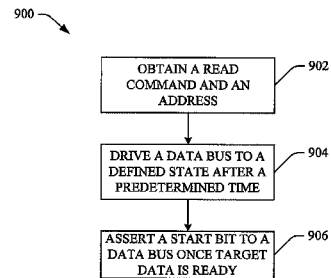 900
OBTAIN A READ
COMMAND AND AN
ADDRESS
902
DRIVE A DATA BUS TO A
DEFINED STATE AFTER A
PREDETERMINED TIME
904
ASSERT A START BIT TO A
DATA BUS ONCE TARGET
DATA IS READY
906